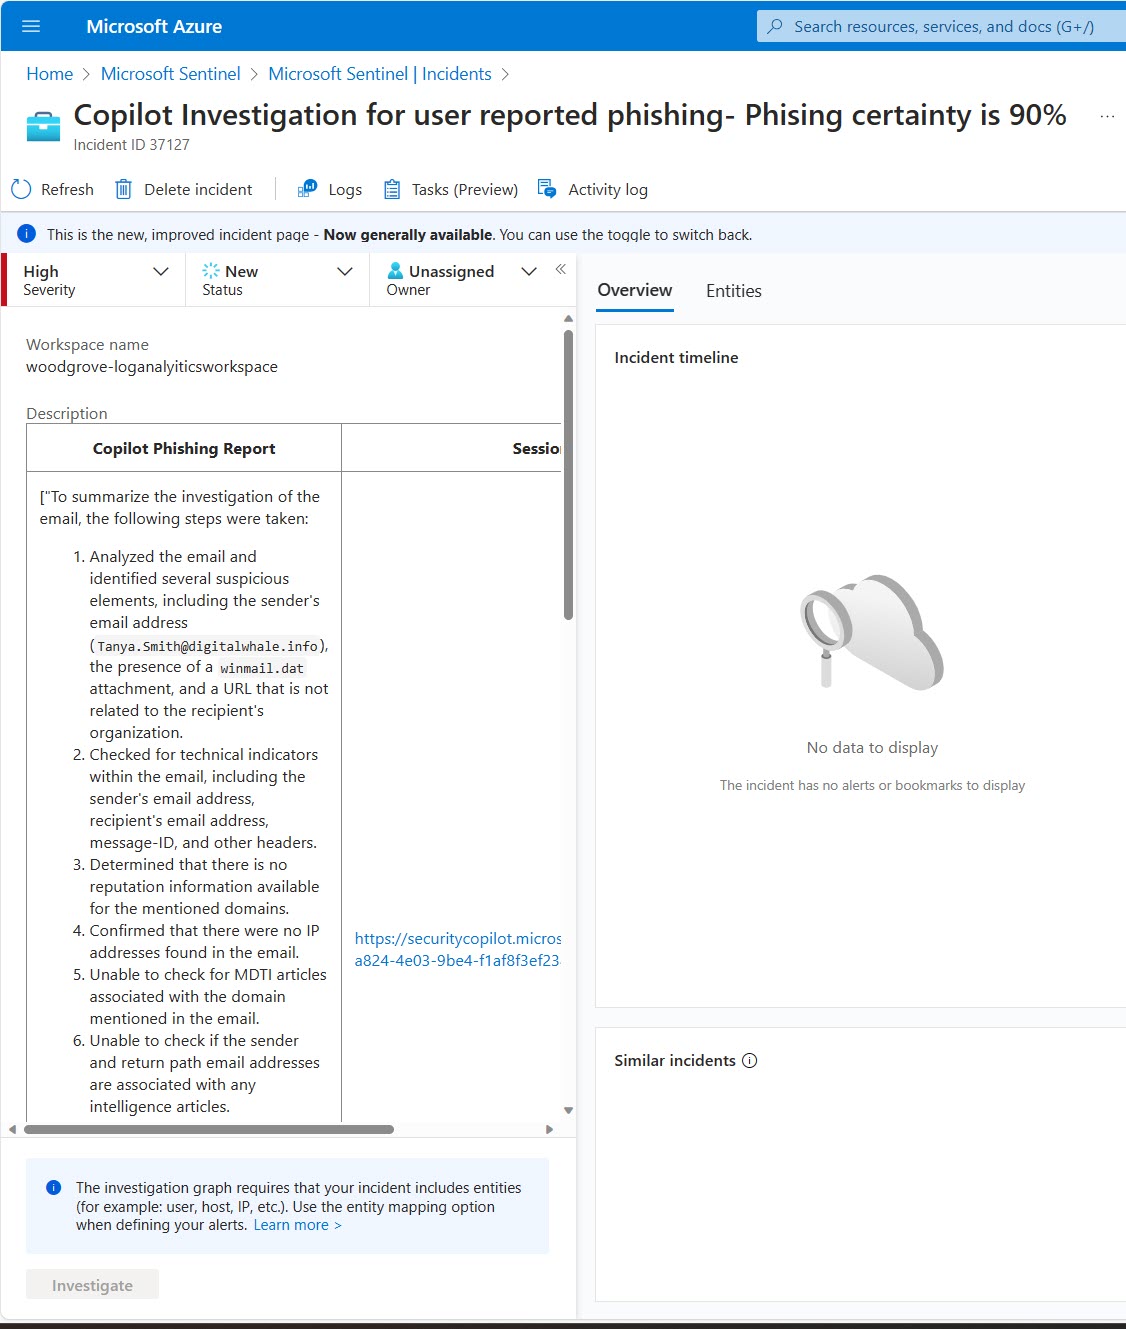 Microsoft Azure
Search resources, services, and docs (G+/)
Home > Microsoft Sentinel > Microsoft Sentinel | Incidents >
Copilot Investigation for user reported phishing- Phising certainty is 90% ...
Incident ID 37127
Refresh
Delete incident
Logs
Tasks (Preview)
Activity log
This is the new, improved incident page - Now generally available. You can use the toggle to switch back.
High
Severity
New
Status
Unassigned
Owner
«
Workspace name
woodgrove-loganalyiticsworkspace
Description
Copilot Phishing Report
Session
["To summarize the investigation of the
email, the following steps were taken:
1. Analyzed the email and
identified several suspicious
elements, including the sender's
email address
(Tanya.Smith@digitalwhale.info),
the presence of a winmail.dat
attachment, and a URL that is not
related to the recipient's
organization.
2. Checked for technical indicators
within the email, including the
sender's email address,
recipient's email address,
message-ID, and other headers.
3. Determined that there is no
reputation information available
for the mentioned domains.
4. Confirmed that there were no IP
addresses found in the email.
5. Unable to check for MDTI articles
associated with the domain
mentioned in the email.
6. Unable to check if the sender
and return path email addresses
are associated with any
intelligence articles.
https://securitycopilot.micros
a824-4e03-9be4-f1af8f3ef23
The investigation graph requires that your incident includes entities
(for example: user, host, IP, etc.). Use the entity mapping option
when defining your alerts. Learn more >
Investigate
Overview
Entities
Incident timeline
No data to display
The incident has no alerts or bookmarks to display
Similar incidents